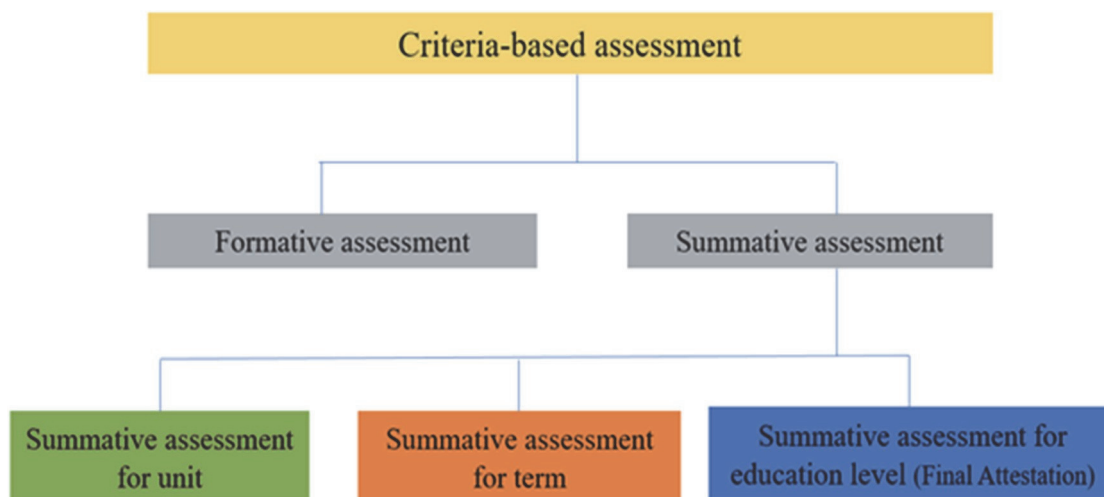 Criteria-based assessment
Formative assessment
Summative assessment
Summative assessment
for unit
Summative assessment
for term
Summative assessment for
education level (Final Attestation)